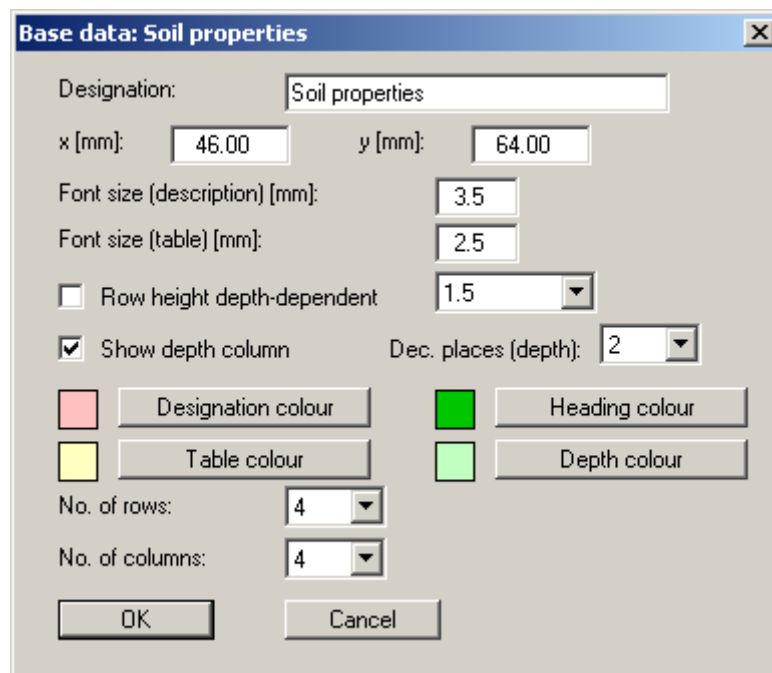 Base data: Soil properties
Designation: Soil properties
x [mm]: 46.00 y [mm]: 64.00
Font size (description) [mm]: 3.5
Font size (table) [mm]: 2.5
Row height depth-dependent 1.5
Show depth column Dec. places (depth): 2
Designation colour Heading colour
Table colour Depth colour
No. of rows: 4
No. of columns: 4
OK Cancel